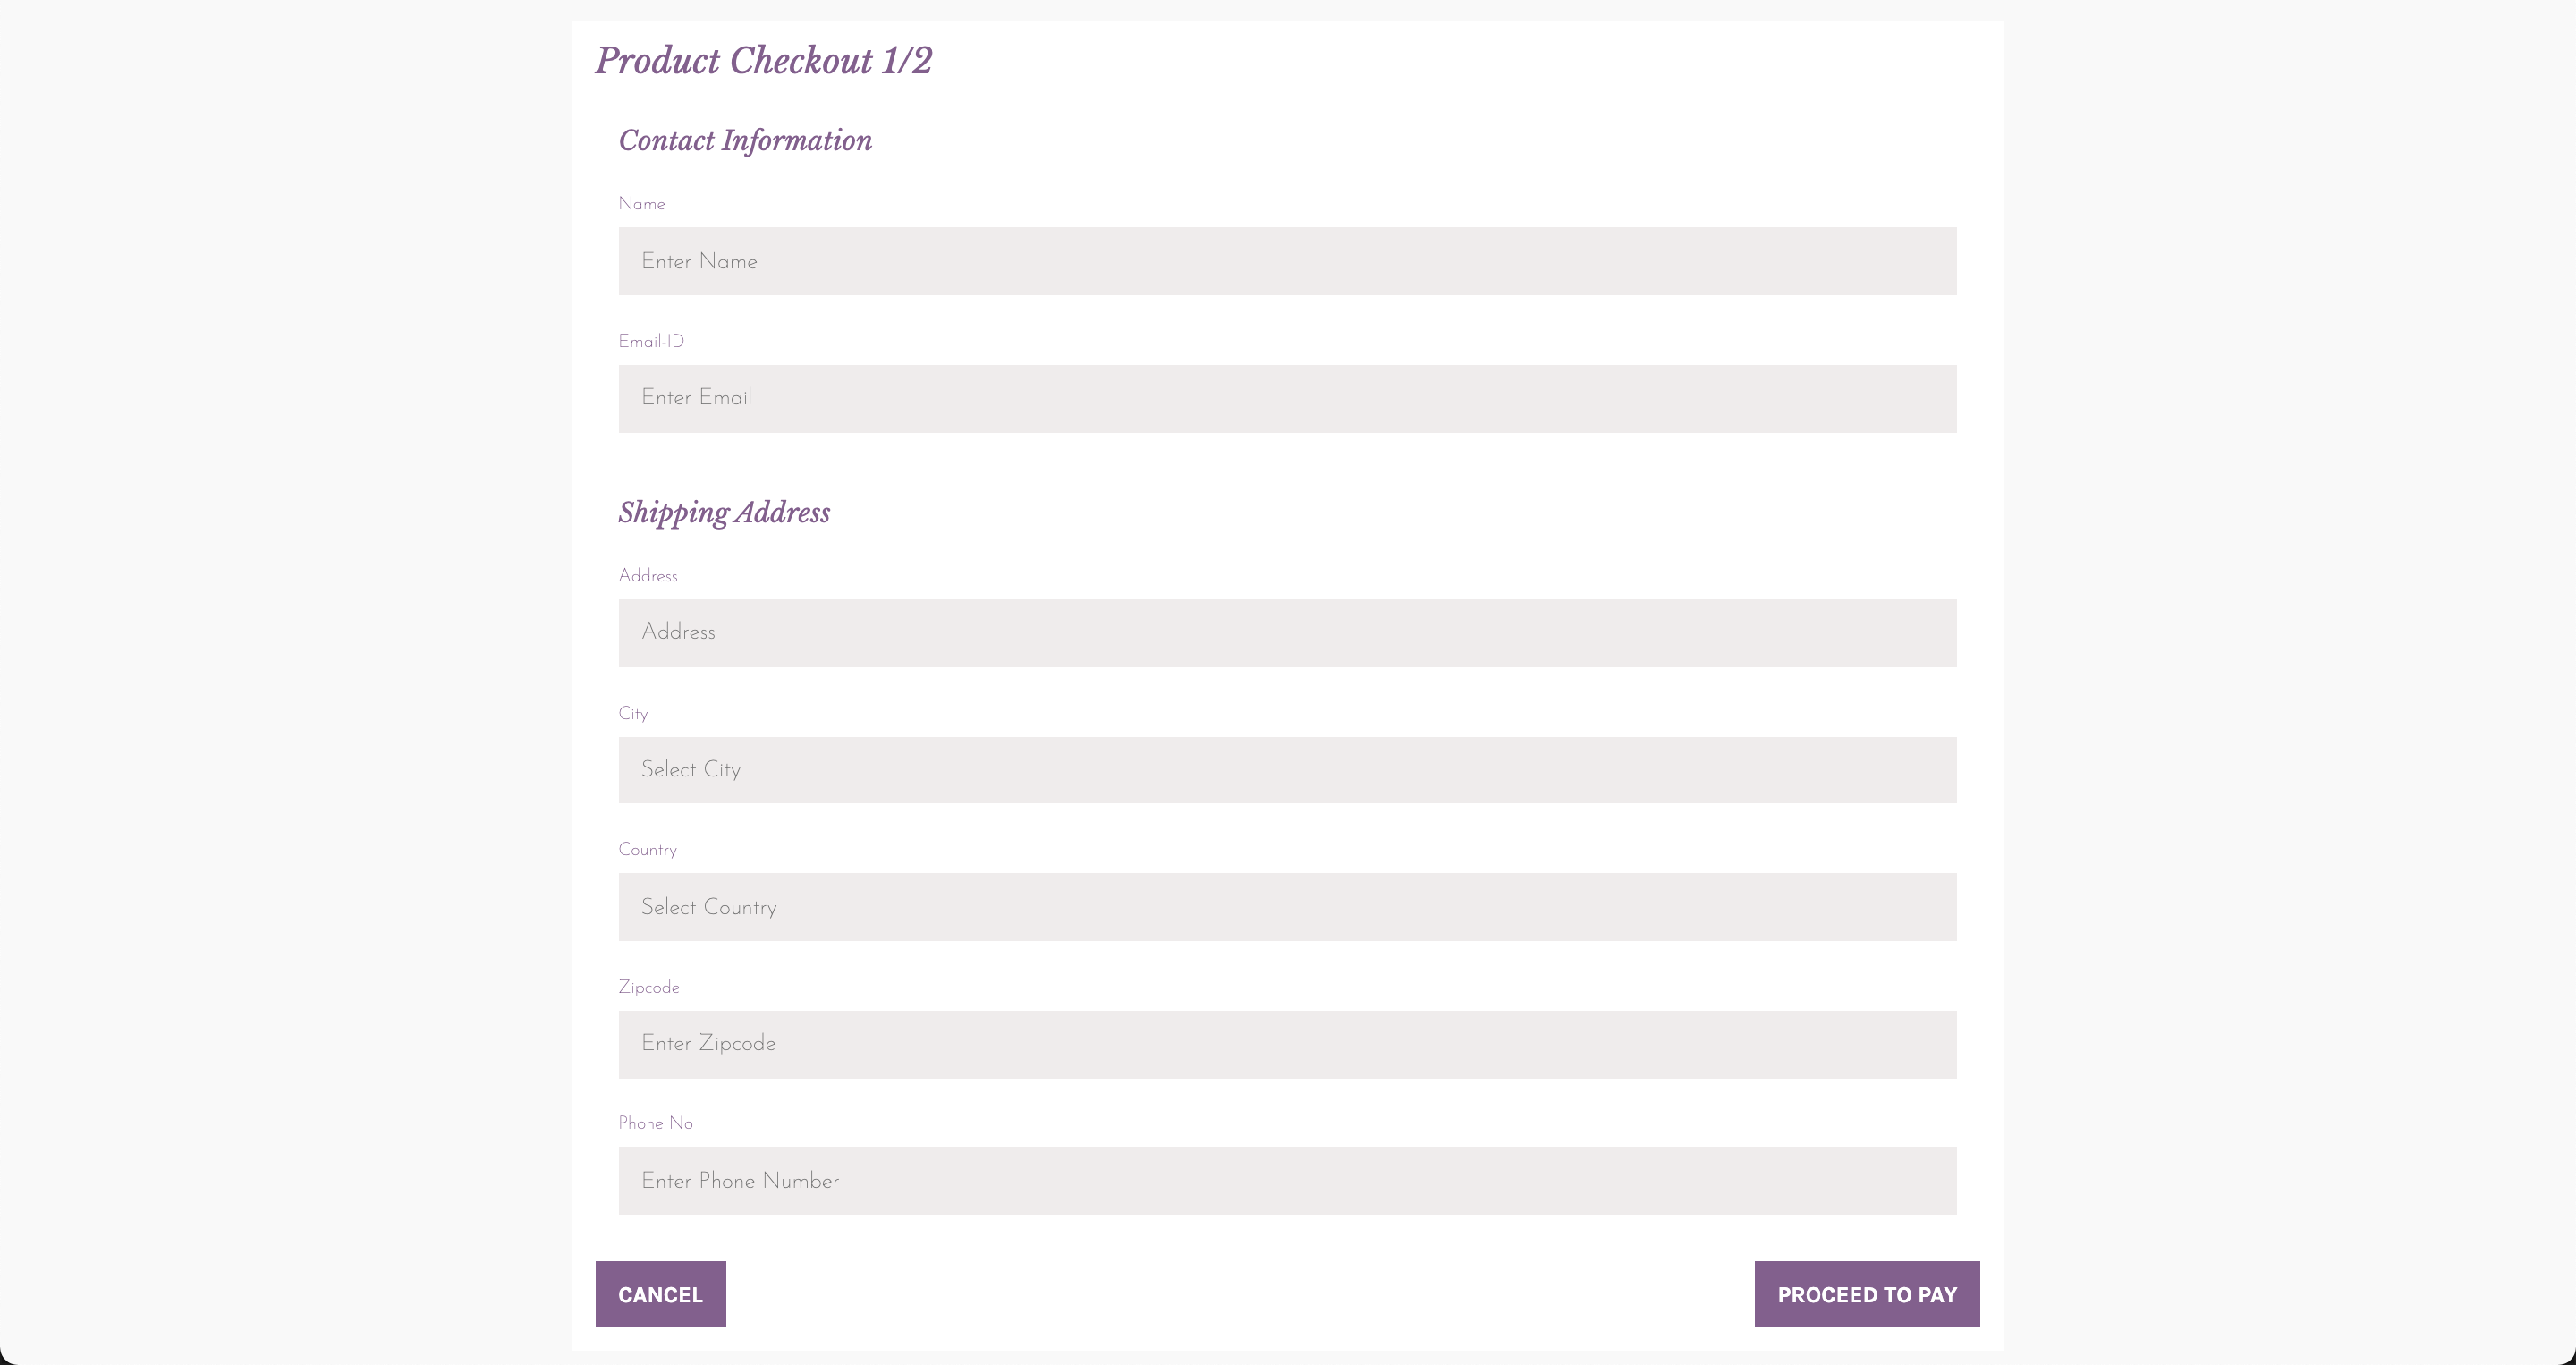 Product Checkout 1/2
Contact Information
Name
Enter Name
Email-ID
Enter Email
Shipping Address
Address
Address
City
Select City
Country
Select Country
Zipcode
Enter Zipcode
Phone No
Enter Phone Number
CANCEL
PROCEED TO PAY